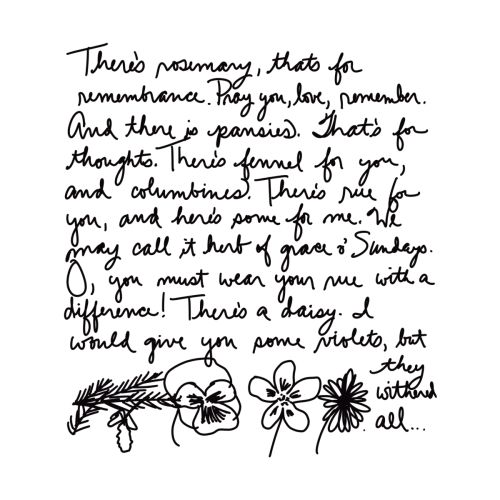 There's rosemary, thats for
remembrance. Pray you, love, remember.
And there is pansies. That's for
thoughts. There's fennel for you,
and columbines. There's rue for
you, and here's some for me. We
may call it herb of grace o' Sundays.
O, you must wear your rue with a
difference! There's a daisy. I
would give you some violets, but
they
withered
all...